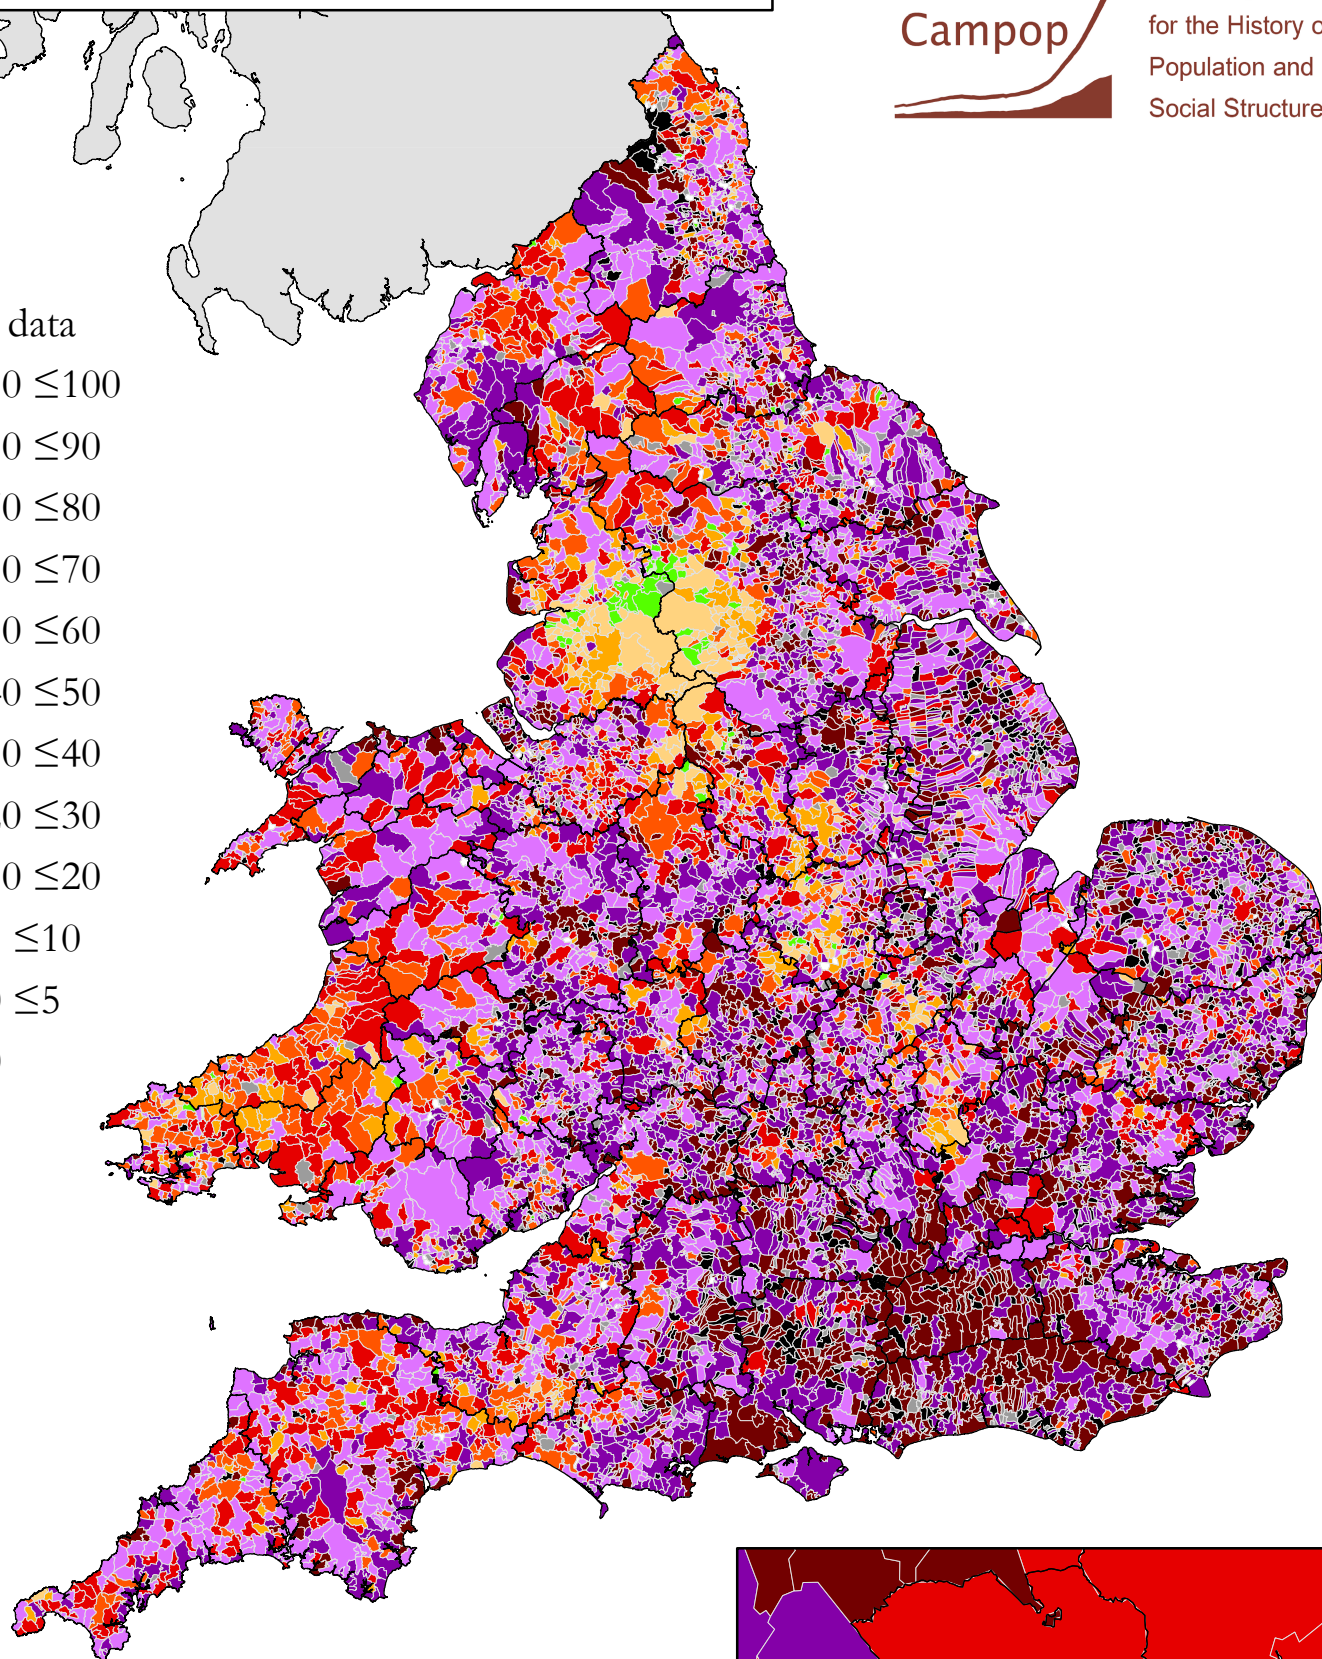 Campop
for the History o
Population and
Social Structure
data
0 ≤100
0 ≤90
0 ≤80
0 ≤70
0 ≤60
0 ≤50
0 ≤40
0 ≤30
0 ≤20
≤10
≤5